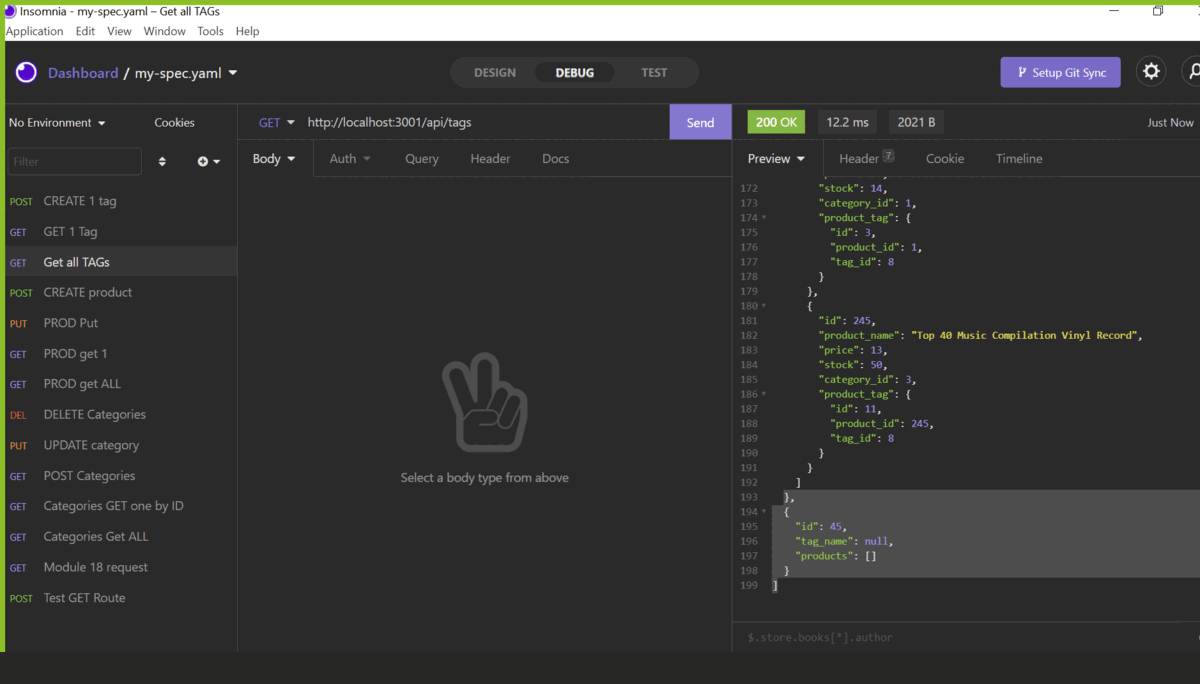 Insomnia - my-spec.yaml – Get all TAGs
Application Edit View Window Tools Help
Dashboard / my-spec.yaml
DESIGN DEBUG TEST
Setup Git Sync
No Environment Cookies
GET http://localhost:3001/api/tags Send
200 OK 12.2 ms 2021 B Just Now
Filter
Body Auth Query Header Docs
Preview Header 7 Cookie Timeline
POST CREATE 1 tag
GET GET 1 Tag
GET Get all TAGs
POST CREATE product
PUT PROD Put
GET PROD get 1
GET PROD get ALL
DEL DELETE Categories
PUT UPDATE category
GET POST Categories
GET Categories GET one by ID
GET Categories Get ALL
GET Module 18 request
POST Test GET Route
Select a body type from above
172 "stock": 14,
173 "category_id": 1,
174 "product_tag": {
175 "id": 3,
176 "product_id": 1,
177 "tag_id": 8
178 }
179 },
180 {
181 "id": 245,
182 "product_name": "Top 40 Music Compilation Vinyl Record",
183 "price": 13,
184 "stock": 50,
185 "category_id": 3,
186 "product_tag": {
187 "id": 11,
188 "product_id": 245,
189 "tag_id": 8
190 }
191 }
192 ]
193 },
194 {
195 "id": 45,
196 "tag_name": null,
197 "products": []
198 }
199 ]
$.store.books[*].author